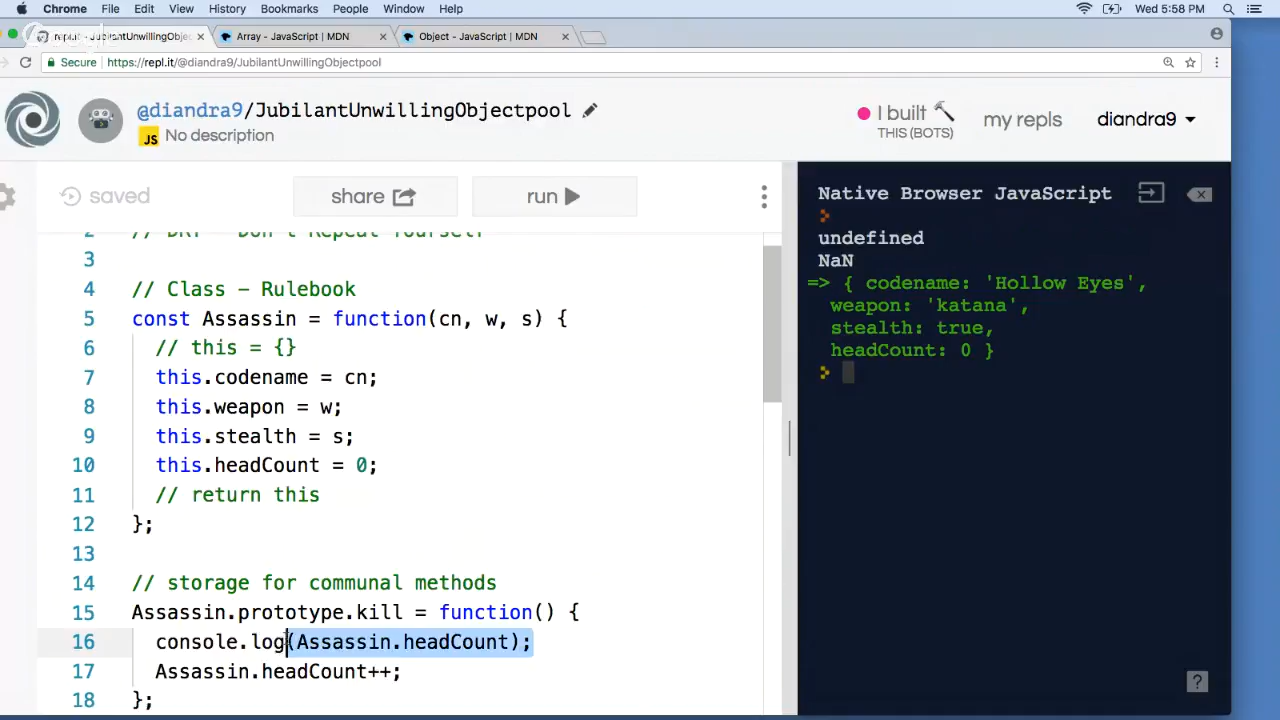 Chrome File Edit View History Bookmarks People Window Help Wed 5:58 PM
Array - JavaScript | MDN Object - JavaScript | MDN
Secure https://repl.it/@diandra9/JubilantUnwillingObjectpool
@diandra9/JubilantUnwillingObjectpool
JS No description
I built
THIS (BOTS)
my repls
diandra9
saved
share
run
2 // DRY - Don't Repeat Yourself
3
4 // Class - Rulebook
5 const Assassin = function(cn, w, s) {
6 // this = {}
7 this.codename = cn;
8 this.weapon = w;
9 this.stealth = s;
10 this.headCount = 0;
11 // return this
12 };
13
14 // storage for communal methods
15 Assassin.prototype.kill = function() {
16 console.log(Assassin.headCount);
17 Assassin.headCount++;
18 };
Native Browser JavaScript
undefined
NaN
=> { codename: 'Hollow Eyes',
weapon: 'katana',
stealth: true,
headCount: 0 }
?